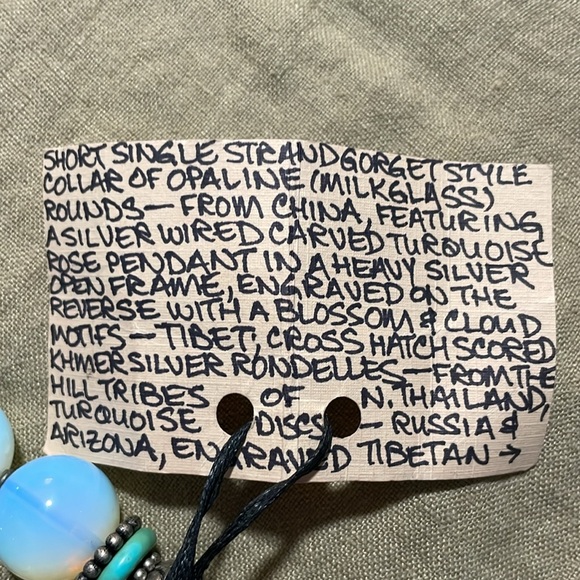 SHORT SINGLE STRAND GORGET STYLE
COLLAR OF OPALINE (MILKGLASS)
ROUNDS — FROM CHINA, FEATURING
A SILVER WIRED CARVED TURQUOISE
ROSE PENDANT IN A HEAVY SILVER
OPEN FRAME, ENGRAVED ON THE
REVERSE WITH A BLOSSOM & CLOUD
MOTIFS — TIBET, CROSS HATCH SCORED
KHMER SILVER RONDELLES — FROM THE
HILL TRIBES OF N. THAILAND,
TURQUOISE DISCS — RUSSIA &
ARIZONA, ENGRAVED TIBETAN →